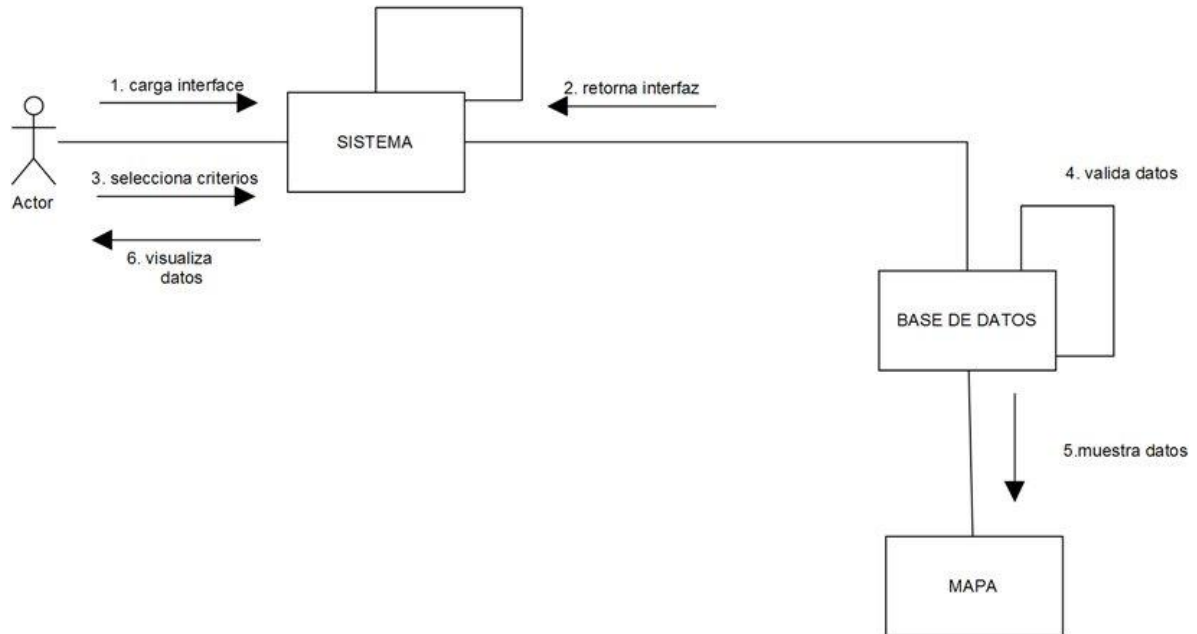 1. carga interface
2. retorna interfaz
SISTEMA
3. selecciona criterios
Actor
6. visualiza
datos
4. valida datos
BASE DE DATOS
5.muestra datos
MAPA